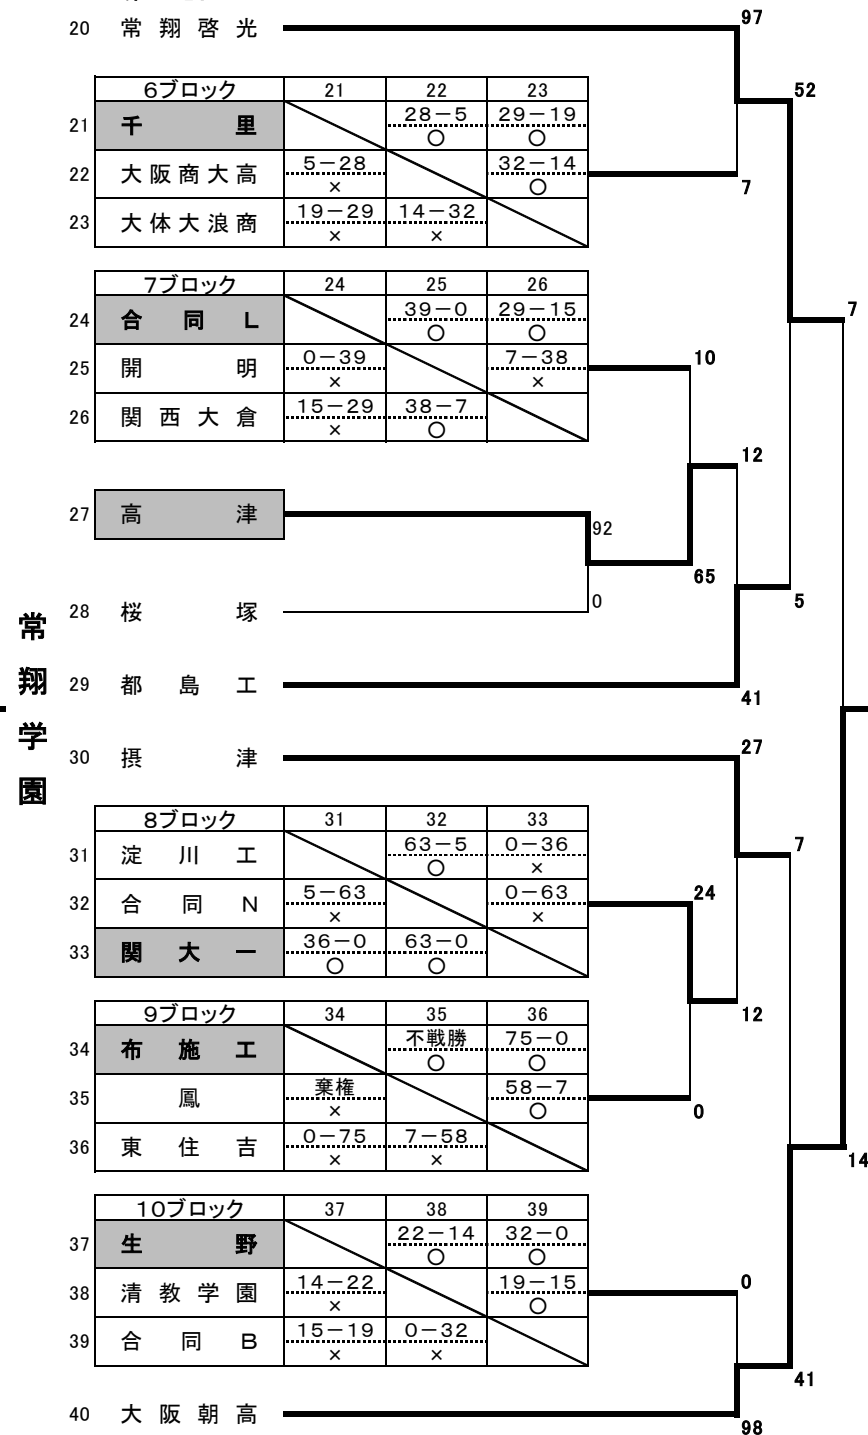 97
20 常翔啓光
52
6ブロック 21 22 23
21 千里 28－5 29－19
○ ○
22 大阪商大高 5－28 32－14
× ○
7
23 大体大浪商 19－29 14－32
× ×
7ブロック 24 25 26
7
24 合同L 39－0 29－15
○ ○
10
25 開明 0－39 7－38
× ×
26 関西大倉 15－29 38－7
× ○
12
27 高津
92
65
0
5
28 桜塚
常翔学園
29 都島工
41
27
30 摂津
8ブロック 31 32 33
7
31 淀川工 63－5 0－36
○ ×
24
32 合同N 5－63 0－63
× ×
33 関大一 36－0 63－0
○ ○
9ブロック 34 35 36
12
34 布施工 不戦勝 75－0
○ ○
35 鳳 棄権 58－7
× ○
0
36 東住吉 0－75 7－58
× ×
14
10ブロック 37 38 39
37 生野 22－14 32－0
○ ○
0
38 清教学園 14－22 19－15
× ○
39 合同B 15－19 0－32
× ×
41
40 大阪朝高
98